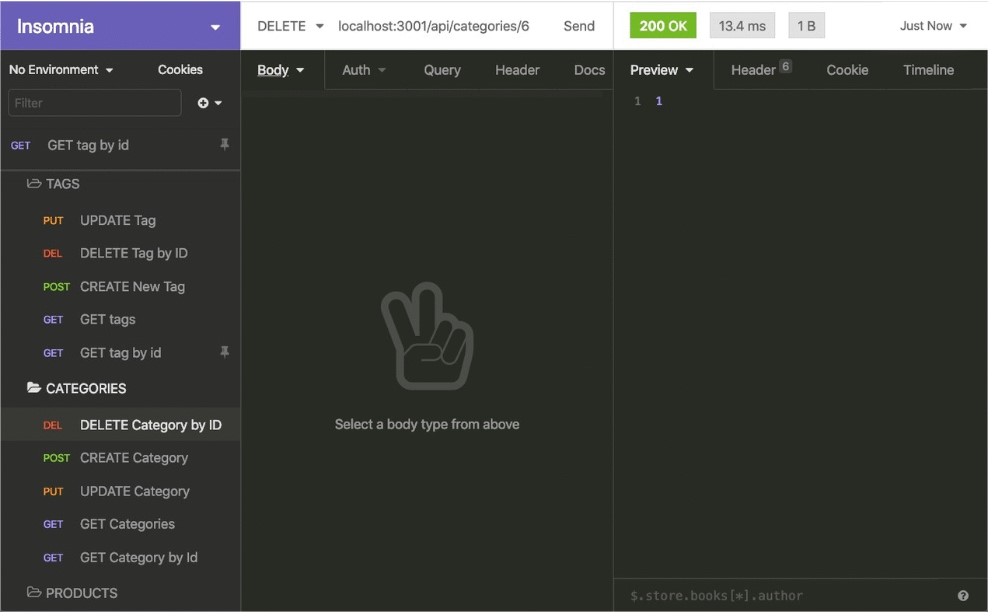 Insomnia
DELETE localhost:3001/api/categories/6 Send
200 OK 13.4 ms 1 B Just Now
No Environment Cookies
Body Auth Query Header Docs
Preview Header 6 Cookie Timeline
Filter
1 1
GET GET tag by id
TAGS
PUT UPDATE Tag
DEL DELETE Tag by ID
POST CREATE New Tag
GET GET tags
GET GET tag by id
CATEGORIES
DEL DELETE Category by ID
POST CREATE Category
PUT UPDATE Category
GET GET Categories
GET GET Category by Id
PRODUCTS
Select a body type from above
$.store.books[*].author ?